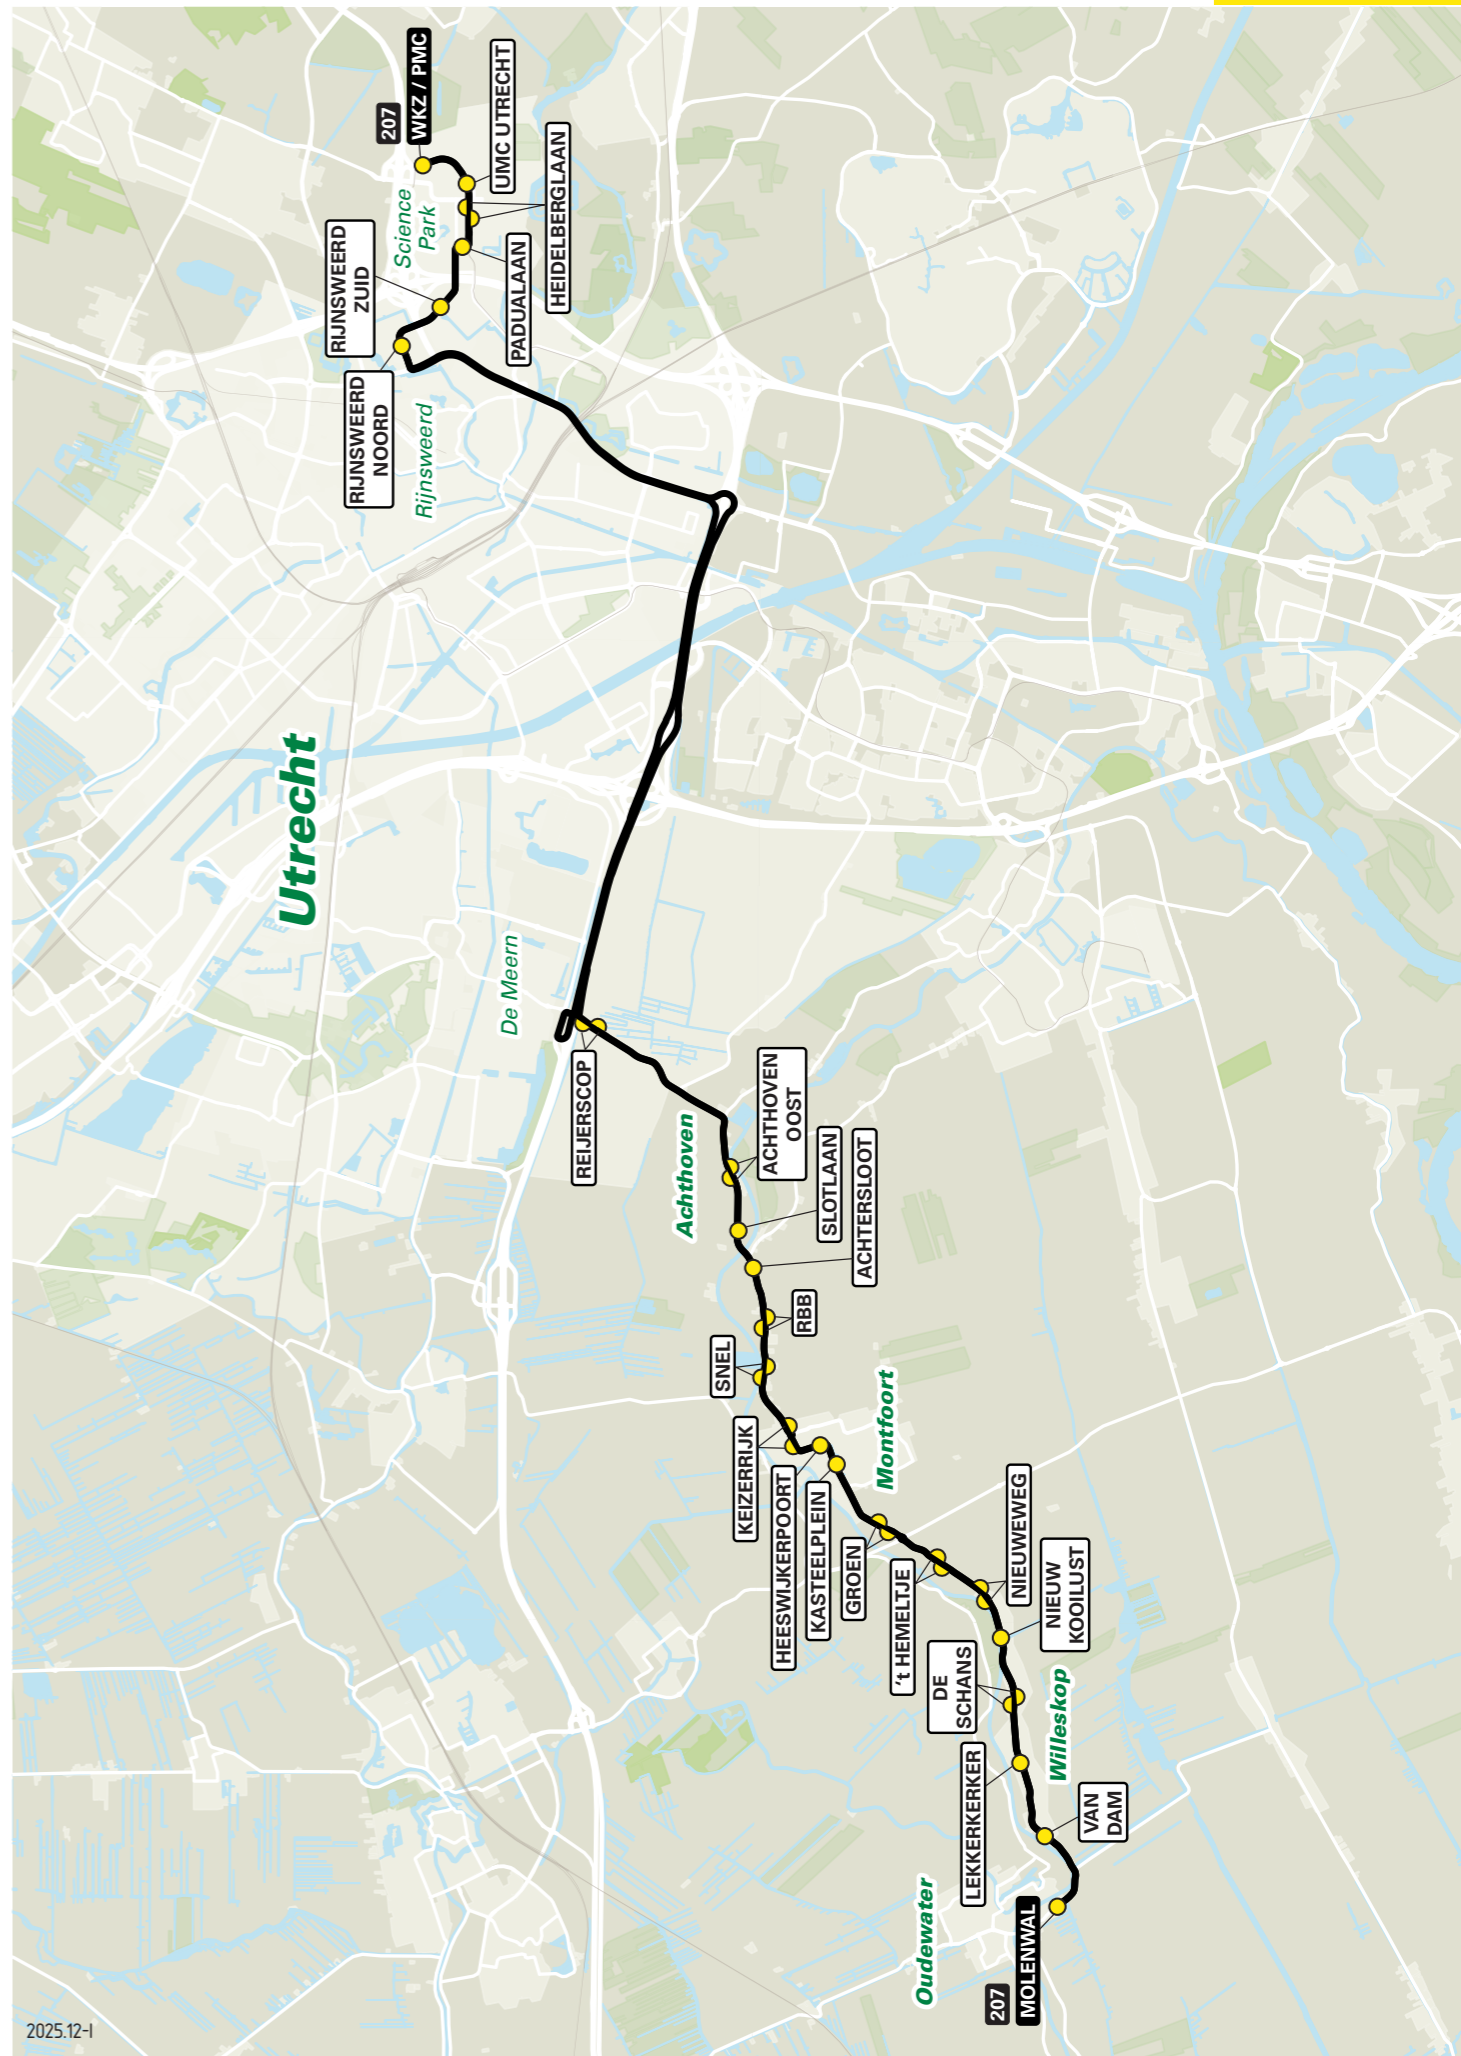 207
WKZ / PMC
UMC UTRECHT
HEIDELBERGLAAN
Science
Park
PADUALAAN
RIJNSWEERD
ZUID
RIJNSWEERD
NOORD
Rijnsweerd
Utrecht
De Meern
REIJERSCOP
Achthoven
ACHTHOVEN
OOST
SLOTLAAN
ACHTERSLOOT
RBB
SNEL
KEIZERRIJK
HEESWIJKERPOORT
KASTEELPLEIN
Montfoort
GROEN
't HEMELTJE
NIEUWEWEG
NIEUW
KOOILUST
DE
SCHANS
Willeskop
LEKKERKERKER
VAN
DAM
Oudewater
207
MOLENWAL
2025.12-I